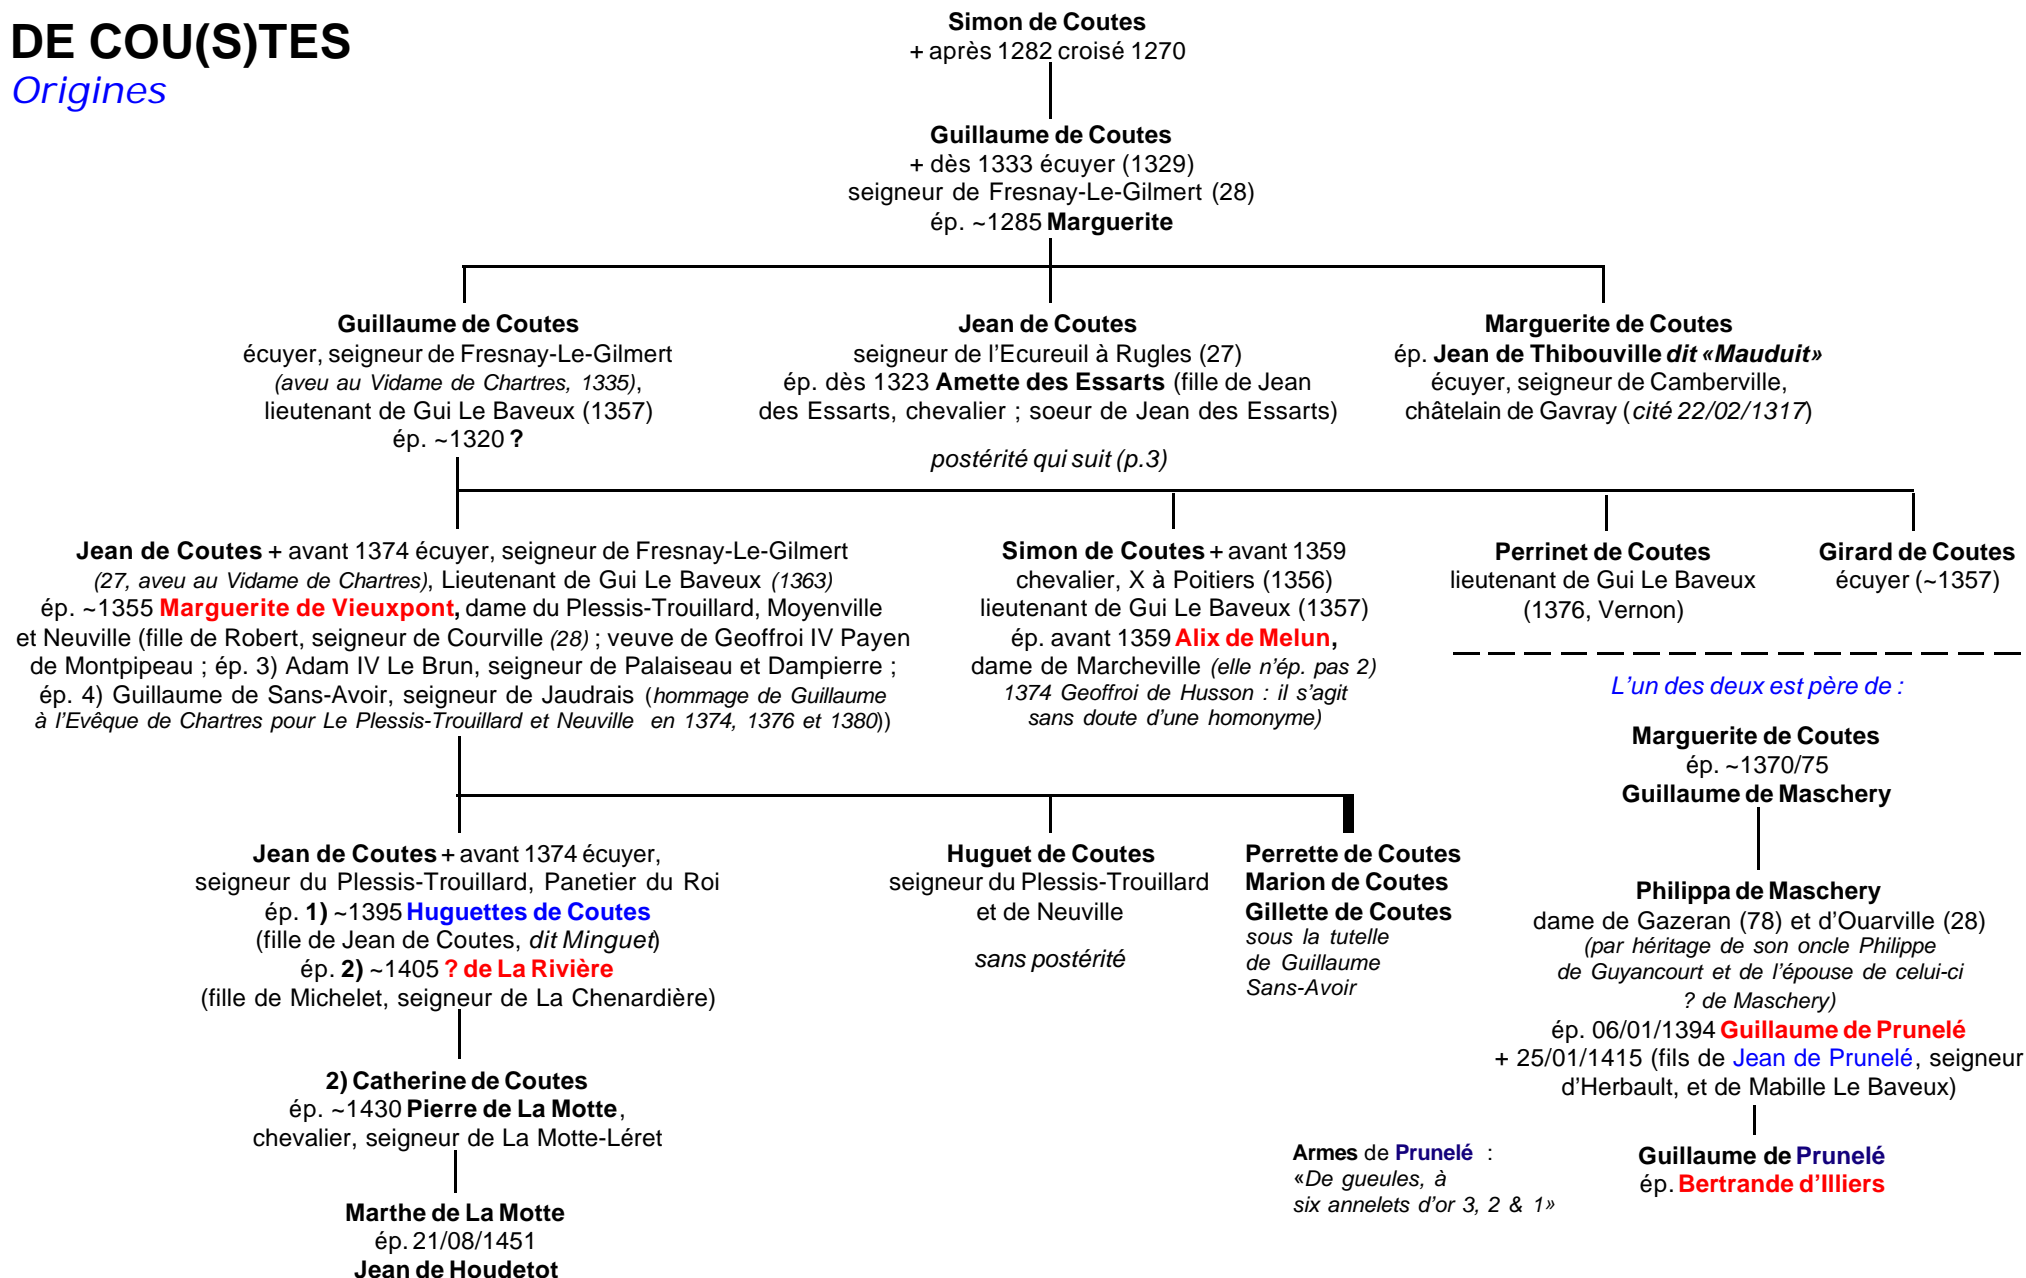 DE COU(S)TES
Origines
Simon de Coutes
+ après 1282 croisé 1270
Guillaume de Coutes
+ dès 1333 écuyer (1329)
seigneur de Fresnay-Le-Gilmert (28)
ép. ~1285 Marguerite
Guillaume de Coutes
écuyer, seigneur de Fresnay-Le-Gilmert
(aveu au Vidame de Chartres, 1335),
lieutenant de Gui Le Baveux (1357)
ép. ~1320 ?
Jean de Coutes
seigneur de l'Ecureuil à Rugles (27)
ép. dès 1323 Amette des Essarts (fille de Jean
des Essarts, chevalier ; soeur de Jean des Essarts)
postérité qui suit (p.3)
Marguerite de Coutes
ép. Jean de Thibouville dit «Mauduit»
écuyer, seigneur de Camberville,
châtelain de Gavray (cité 22/02/1317)
Jean de Coutes + avant 1374 écuyer, seigneur de Fresnay-Le-Gilmert
(27, aveu au Vidame de Chartres), Lieutenant de Gui Le Baveux (1363)
ép. ~1355 Marguerite de Vieuxpont, dame du Plessis-Trouillard, Moyenville
et Neuville (fille de Robert, seigneur de Courville (28) ; veuve de Geoffroi IV Payen
de Montpipeau ; ép. 3) Adam IV Le Brun, seigneur de Palaiseau et Dampierre ;
ép. 4) Guillaume de Sans-Avoir, seigneur de Jaudrais (hommage de Guillaume
à l'Evêque de Chartres pour Le Plessis-Trouillard et Neuville en 1374, 1376 et 1380))
Simon de Coutes + avant 1359
chevalier, X à Poitiers (1356)
lieutenant de Gui Le Baveux (1357)
ép. avant 1359 Alix de Melun,
dame de Marcheville (elle n'ép. pas 2)
1374 Geoffroi de Husson : il s'agit
sans doute d'une homonyme)
Perrinet de Coutes
lieutenant de Gui Le Baveux
(1376, Vernon)
Girard de Coutes
écuyer (~1357)
L'un des deux est père de :
Marguerite de Coutes
ép. ~1370/75
Guillaume de Maschery
Jean de Coutes + avant 1374 écuyer,
seigneur du Plessis-Trouillard, Panetier du Roi
ép. 1) ~1395 Huguettes de Coutes
(fille de Jean de Coutes, dit Minguet)
ép. 2) ~1405 ? de La Rivière
(fille de Michelet, seigneur de La Chenardière)
Huguet de Coutes
seigneur du Plessis-Trouillard
et de Neuville
sans postérité
Perrette de Coutes
Marion de Coutes
Gillette de Coutes
sous la tutelle
de Guillaume
Sans-Avoir
Philippa de Maschery
dame de Gazeran (78) et d'Ouarville (28)
(par héritage de son oncle Philippe
de Guyancourt et de l'épouse de celui-ci
? de Maschery)
ép. 06/01/1394 Guillaume de Prunelé
+ 25/01/1415 (fils de Jean de Prunelé, seigneur
d'Herbault, et de Mabille Le Baveux)
2) Catherine de Coutes
ép. ~1430 Pierre de La Motte,
chevalier, seigneur de La Motte-Léret
Armes de Prunelé :
«De gueules, à
six annelets d'or 3, 2 & 1»
Guillaume de Prunelé
ép. Bertrande d'Illiers
Marthe de La Motte
ép. 21/08/1451
Jean de Houdetot